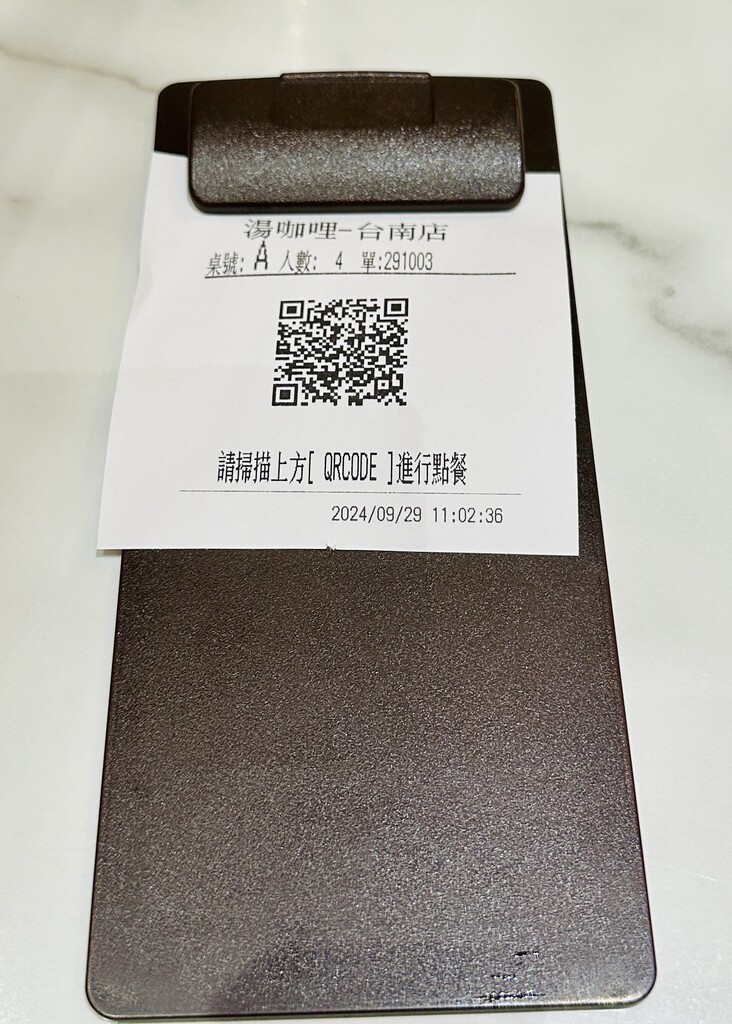 湯咖哩-台南店
桌號: A 人數: 4 單:291003
請掃描上方[ QRCODE ]進行點餐
2024/09/29 11:02:36